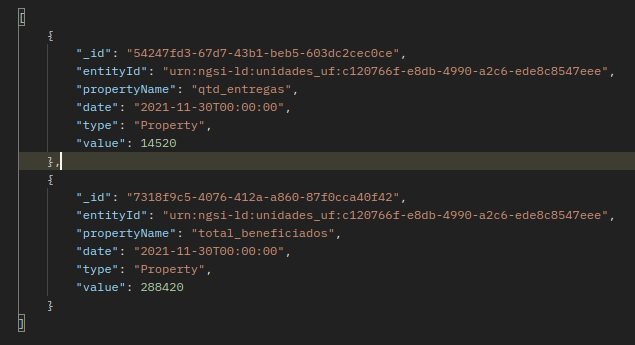 [
{
"_id": "54247fd3-67d7-43b1-beb5-603dc2cec0ce",
"entityId": "urn:ngsi-ld:unidades_uf:c120766f-e8db-4990-a2c6-ede8c8547eee",
"propertyName": "qtd_entregas",
"date": "2021-11-30T00:00:00",
"type": "Property",
"value": 14520
},
{
"_id": "7318f9c5-4076-412a-a860-87f0cca40f42",
"entityId": "urn:ngsi-ld:unidades_uf:c120766f-e8db-4990-a2c6-ede8c8547eee",
"propertyName": "total_beneficiados",
"date": "2021-11-30T00:00:00",
"type": "Property",
"value": 288420
}
]